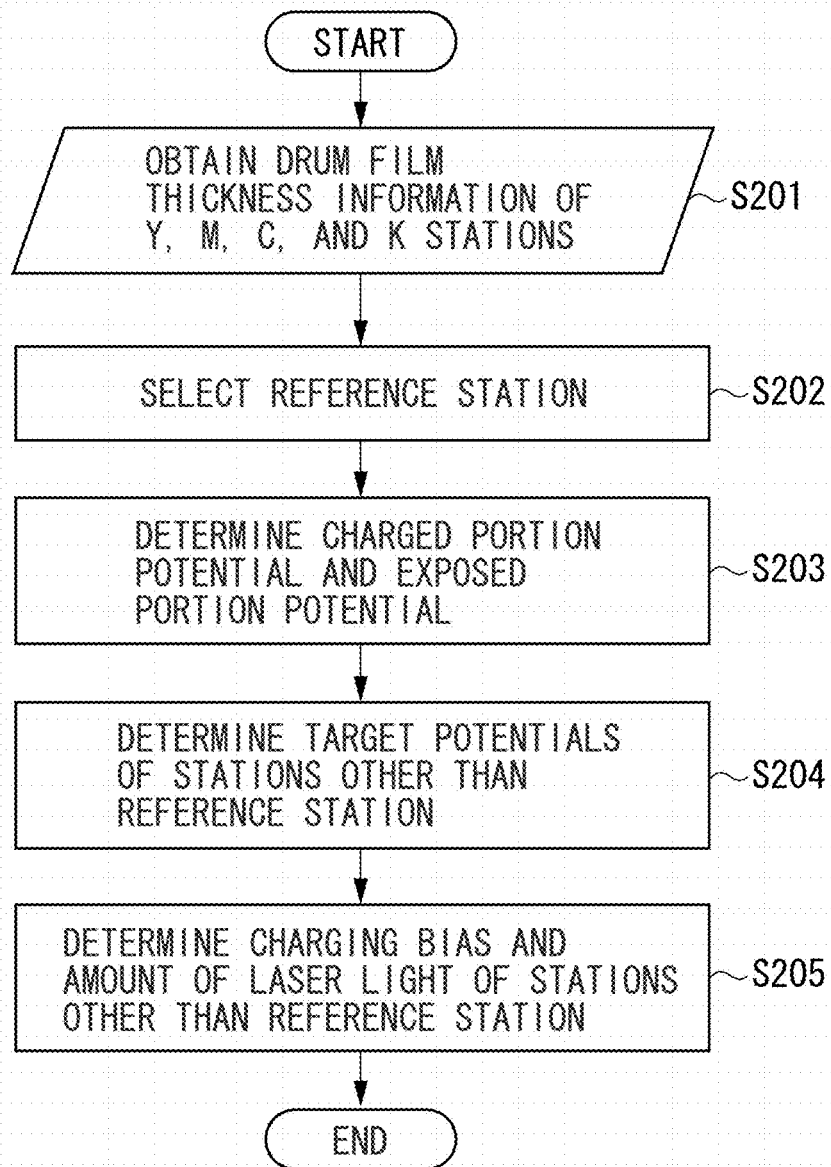 START
OBTAIN DRUM FILM
THICKNESS INFORMATION OF
Y, M, C, AND K STATIONS
S201
SELECT REFERENCE STATION
S202
DETERMINE CHARGED PORTION
POTENTIAL AND EXPOSED
PORTION POTENTIAL
S203
DETERMINE TARGET POTENTIALS
OF STATIONS OTHER THAN
REFERENCE STATION
S204
DETERMINE CHARGING BIAS AND
AMOUNT OF LASER LIGHT OF STATIONS
OTHER THAN REFERENCE STATION
S205
END